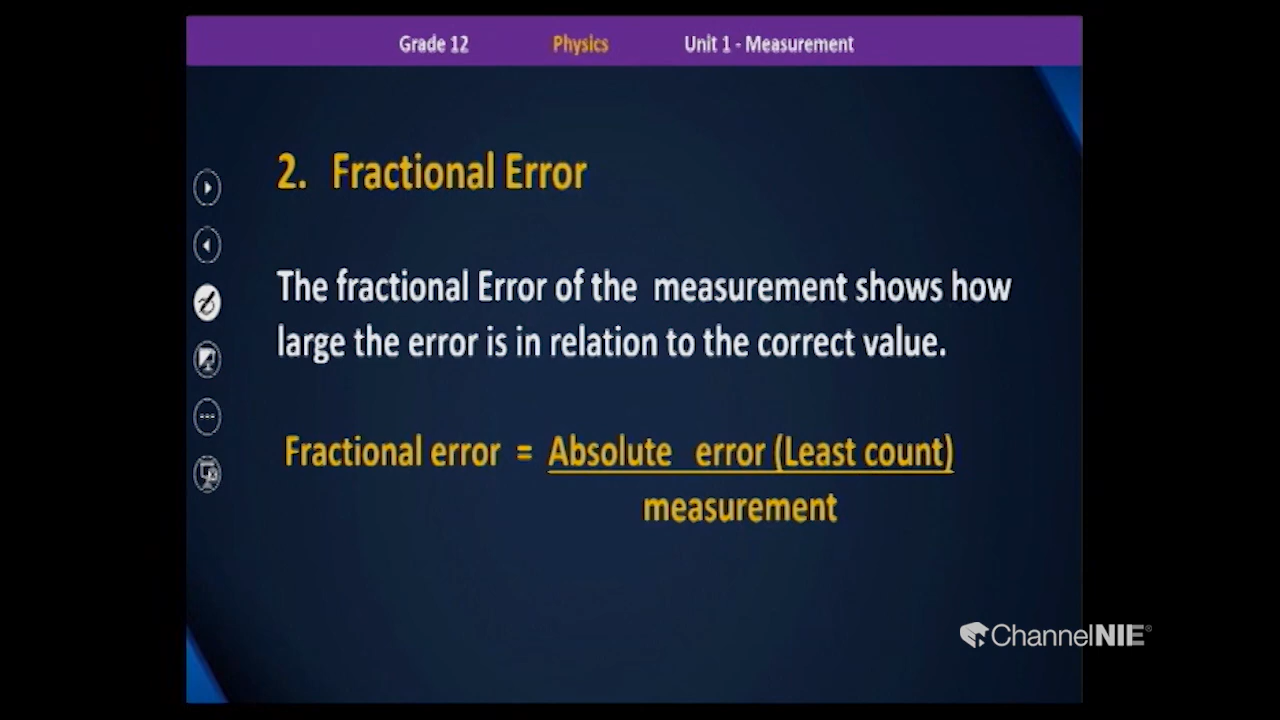 Grade 12 Physics Unit 1 - Measurement
2. Fractional Error
The fractional Error of the measurement shows how
large the error is in relation to the correct value.
Fractional error = Absolute error (Least count)
measurement
ChannelNIE®